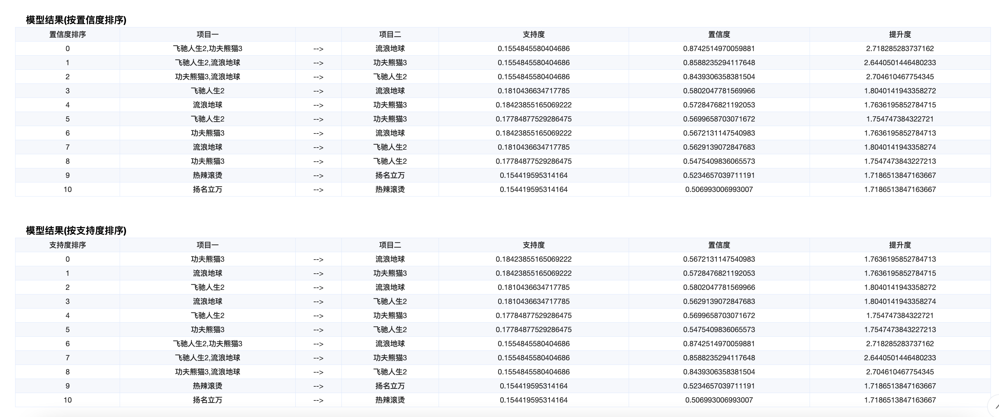 模型结果(按置信度排序)
置信度排序 项目一 项目二 支持度 置信度 提升度
0 飞驰人生2,功夫熊猫3 --> 流浪地球 0.1554845580404686 0.8742514970059881 2.718285283737162
1 飞驰人生2,流浪地球 --> 功夫熊猫3 0.1554845580404686 0.8588235294117648 2.6440501446480233
2 功夫熊猫3,流浪地球 --> 飞驰人生2 0.1554845580404686 0.8439306358381504 2.704610467754345
3 飞驰人生2 --> 流浪地球 0.1810436634717785 0.5802047781569966 1.8040141943358272
4 流浪地球 --> 功夫熊猫3 0.18423855165069222 0.5728476821192053 1.7636195852784715
5 飞驰人生2 --> 功夫熊猫3 0.17784877529286475 0.5699658703071672 1.754747384322721
6 功夫熊猫3 --> 流浪地球 0.18423855165069222 0.5672131147540983 1.7636195852784713
7 流浪地球 --> 飞驰人生2 0.1810436634717785 0.5629139072847683 1.8040141943358274
8 功夫熊猫3 --> 飞驰人生2 0.17784877529286475 0.5475409836065573 1.7547473843227213
9 热辣滚烫 --> 扬名立万 0.154419595314164 0.5234657039711191 1.7186513847163667
10 扬名立万 --> 热辣滚烫 0.154419595314164 0.506993006993007 1.7186513847163667
模型结果(按支持度排序)
支持度排序 项目一 项目二 支持度 置信度 提升度
0 功夫熊猫3 --> 流浪地球 0.18423855165069222 0.5672131147540983 1.7636195852784713
1 流浪地球 --> 功夫熊猫3 0.18423855165069222 0.5728476821192053 1.7636195852784715
2 飞驰人生2 --> 流浪地球 0.1810436634717785 0.5802047781569966 1.8040141943358272
3 流浪地球 --> 飞驰人生2 0.1810436634717785 0.5629139072847683 1.8040141943358274
4 飞驰人生2 --> 功夫熊猫3 0.17784877529286475 0.5699658703071672 1.754747384322721
5 功夫熊猫3 --> 飞驰人生2 0.17784877529286475 0.5475409836065573 1.7547473843227213
6 飞驰人生2,功夫熊猫3 --> 流浪地球 0.1554845580404686 0.8742514970059881 2.718285283737162
7 飞驰人生2,流浪地球 --> 功夫熊猫3 0.1554845580404686 0.8588235294117648 2.6440501446480233
8 功夫熊猫3,流浪地球 --> 飞驰人生2 0.1554845580404686 0.8439306358381504 2.704610467754345
9 热辣滚烫 --> 扬名立万 0.154419595314164 0.5234657039711191 1.7186513847163667
10 扬名立万 --> 热辣滚烫 0.154419595314164 0.506993006993007 1.7186513847163667